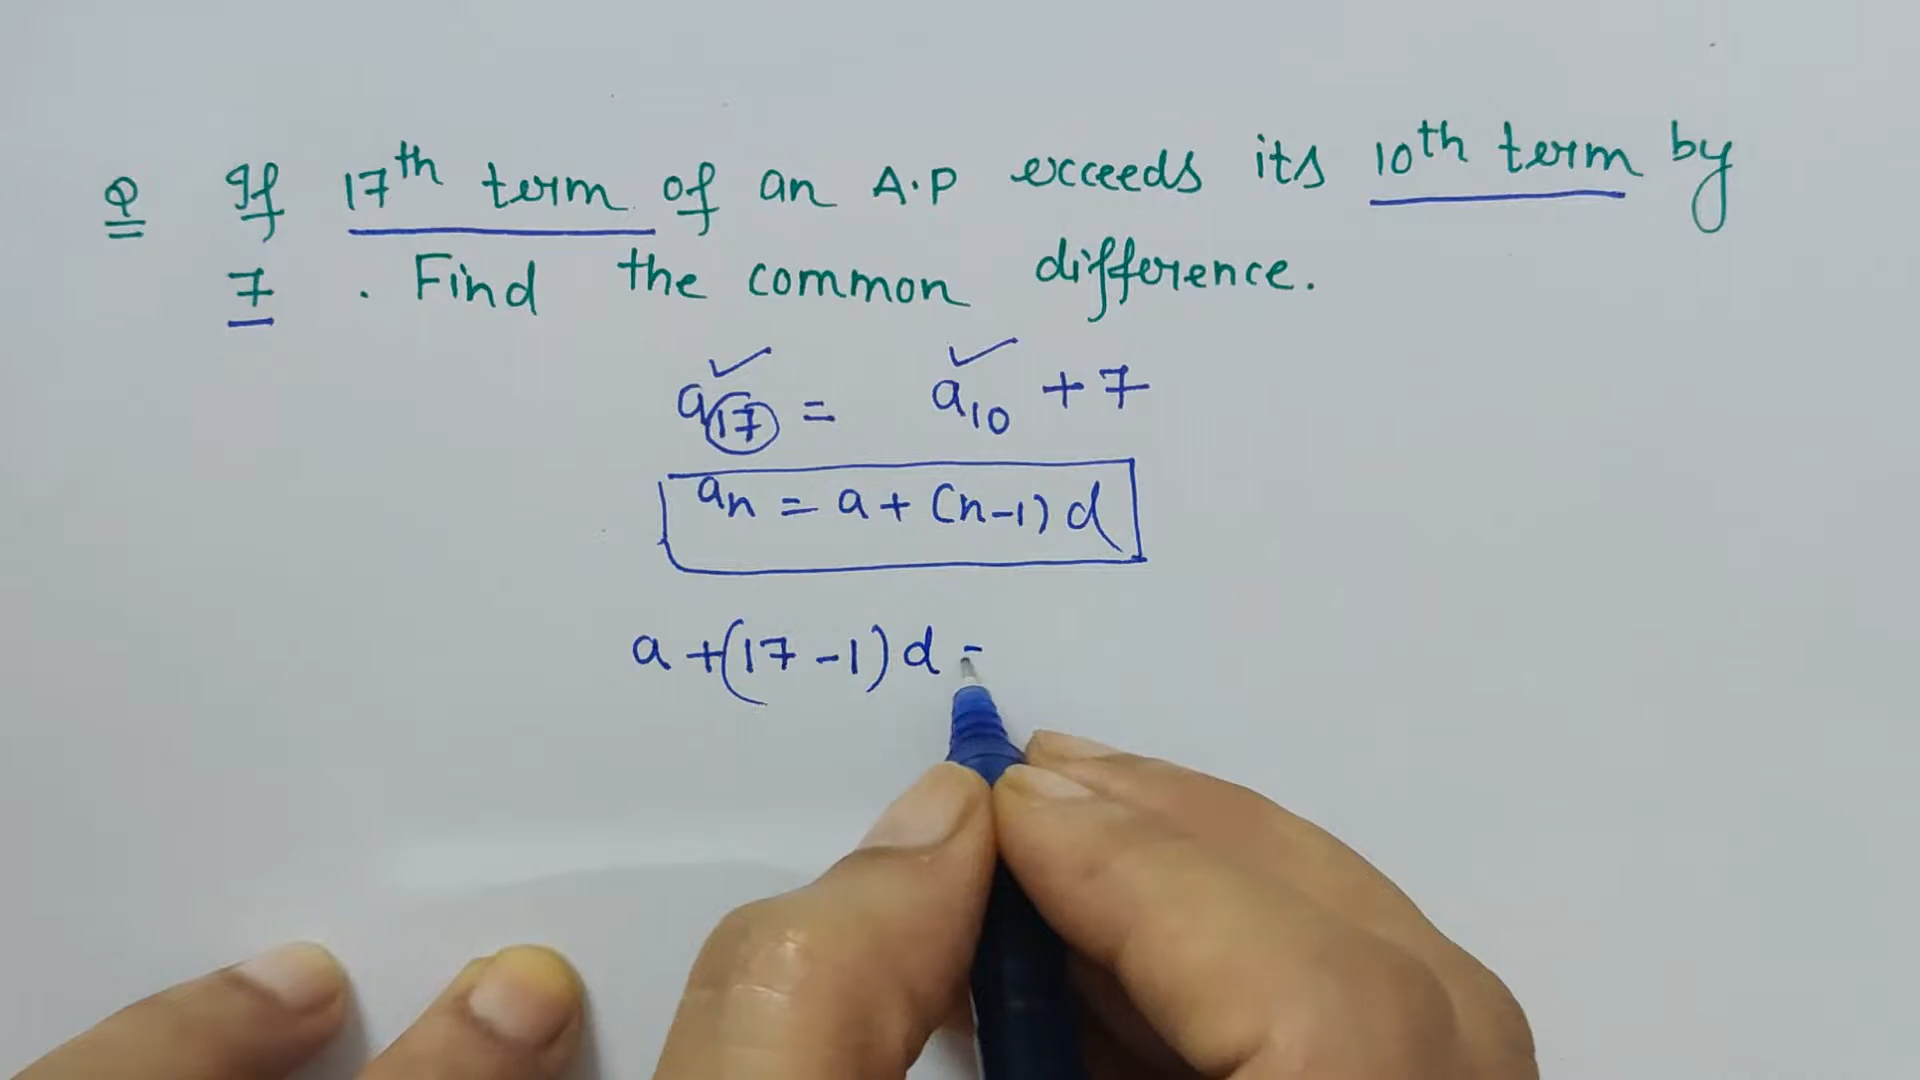 Q If 17th term of an A.P exceeds its 10th term by
7 . Find the common difference.
a17 = a10 + 7
an = a + (n-1) d
a + (17 - 1) d =